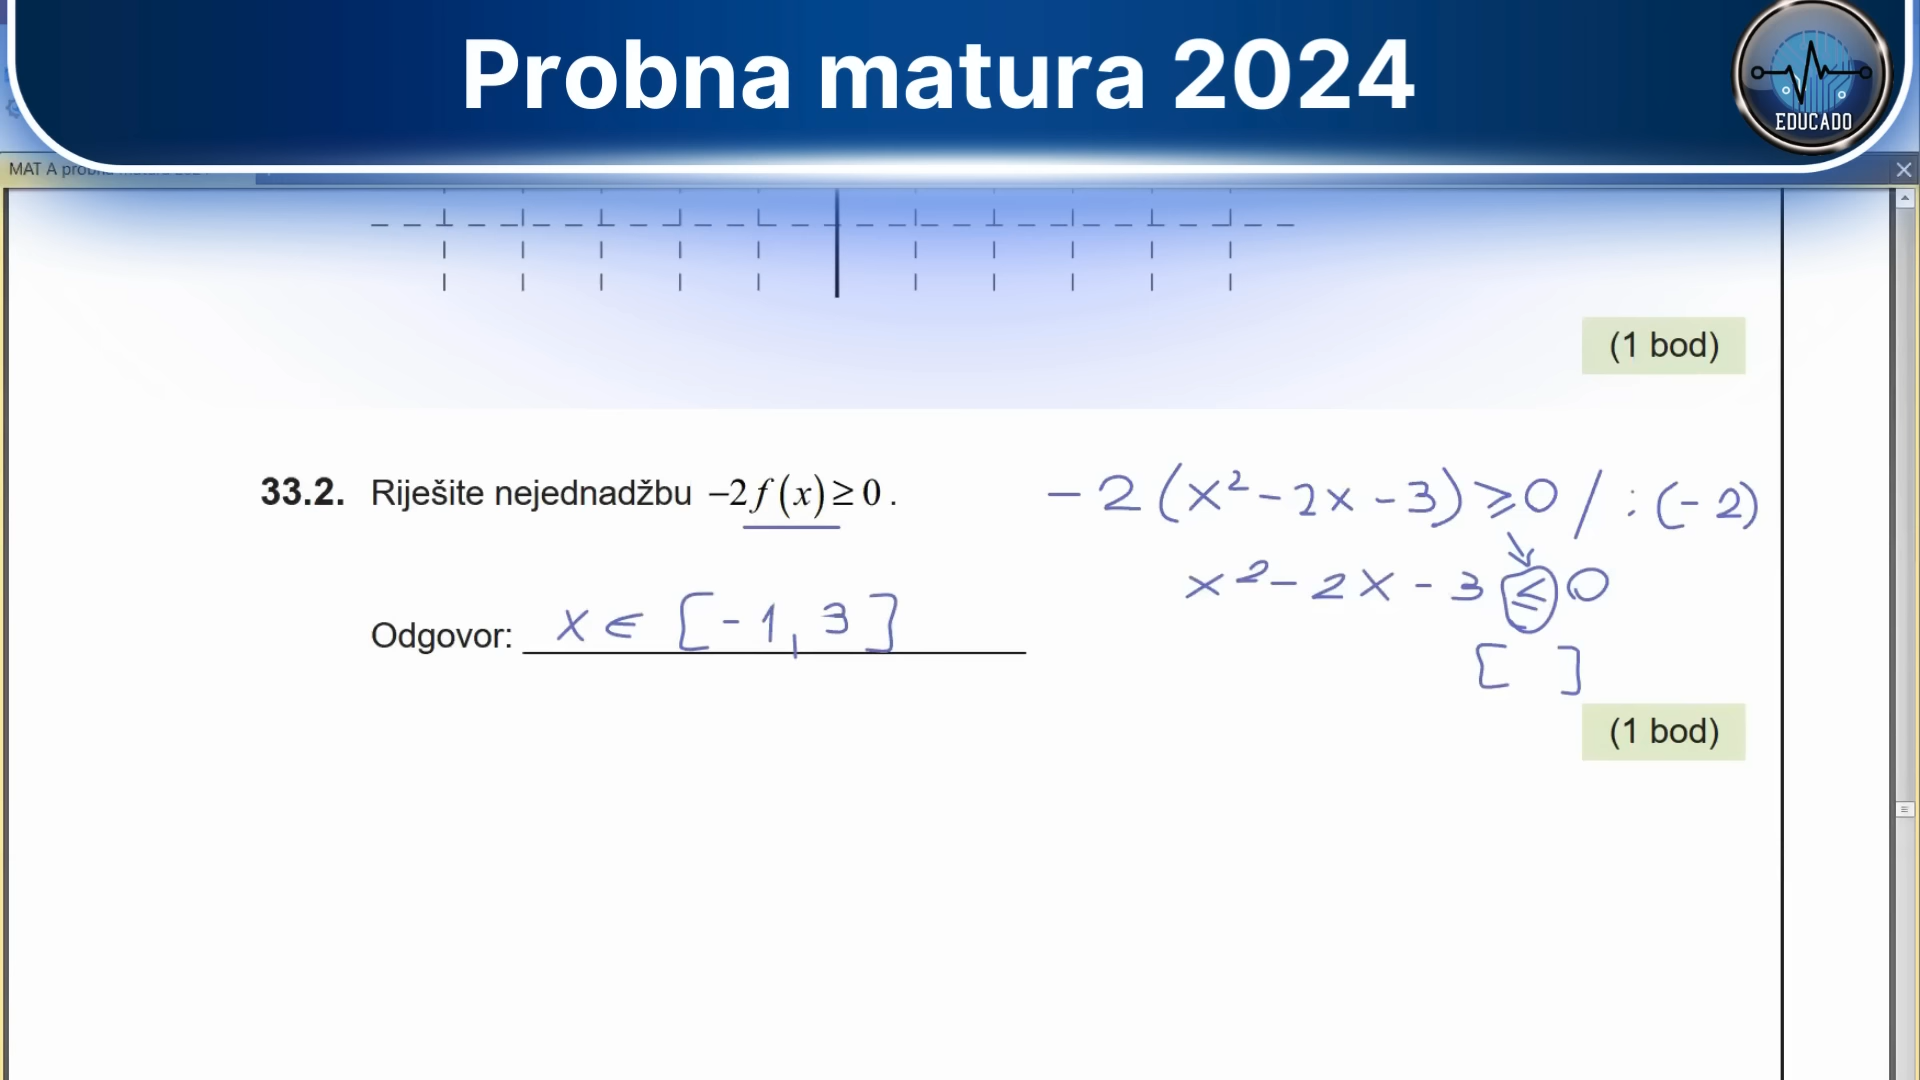 Probna matura 2024
EDUCADO
MAT A
(1 bod)
33.2. Riješite nejednadžbu −2f(x)≥0.
-2(x²-2x-3)≥0/:(-2)
x²-2x-3≤0
Odgovor: x∈[-1,3]
[ ]
(1 bod)